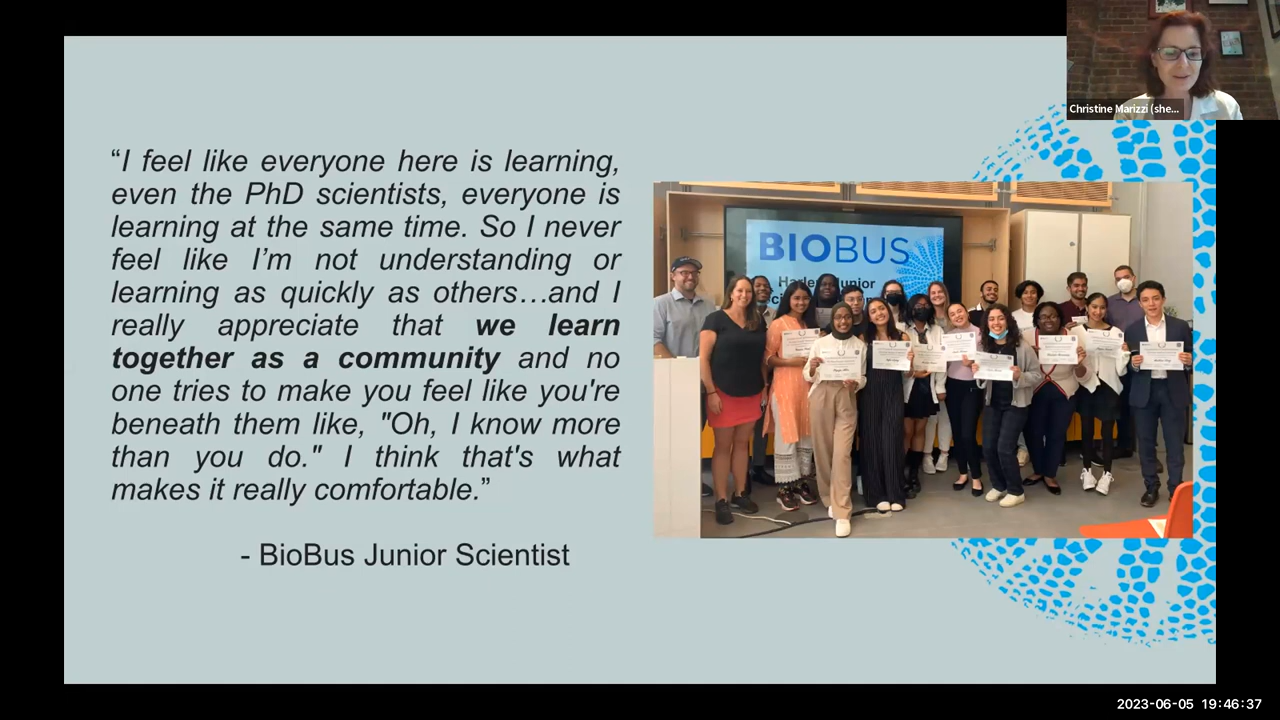 Christine Marizzi (she...
“I feel like everyone here is learning,
even the PhD scientists, everyone is
learning at the same time. So I never
feel like I’m not understanding or
learning as quickly as others…and I
really appreciate that we learn
together as a community and no
one tries to make you feel like you're
beneath them like, "Oh, I know more
than you do." I think that's what
makes it really comfortable.”
- BioBus Junior Scientist
BIOBUS
Junior
2023-06-05 19:46:37